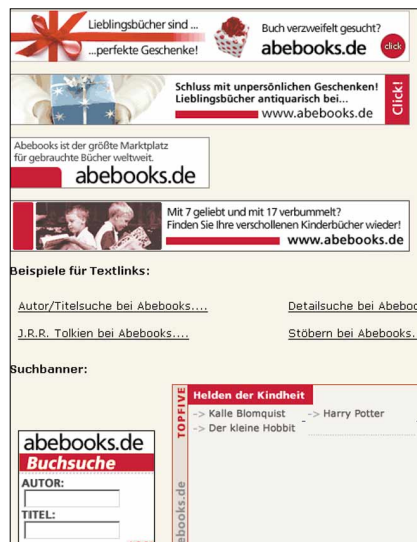 Lieblingsbücher sind ...
...perfekte Geschenke!
Buch verzweifelt gesucht?
abebooks.de
click
Schluss mit unpersönlichen Geschenken!
Lieblingsbücher antiquarisch bei...
www.abebooks.de
Click!
Abebooks ist der größte Marktplatz
für gebrauchte Bücher weltweit.
abebooks.de
Mit 7 geliebt und mit 17 verbummelt?
Finden Sie Ihre verschollenen Kinderbücher wieder!
www.abebooks.de
Beispiele für Textlinks:
Autor/Titelsuche bei Abebooks....
Detailsuche bei Aboboo
J.R.R. Tolkien bei Abebooks....
Stöbern bei Abebooks.
Suchbanner:
TOPFIVE
Helden der Kindheit
-> Kalle Blomquist
-> Harry Potter
-> Der kleine Hobbit
ebooks.de
abebooks.de
Buchsuche
AUTOR:
TITEL: